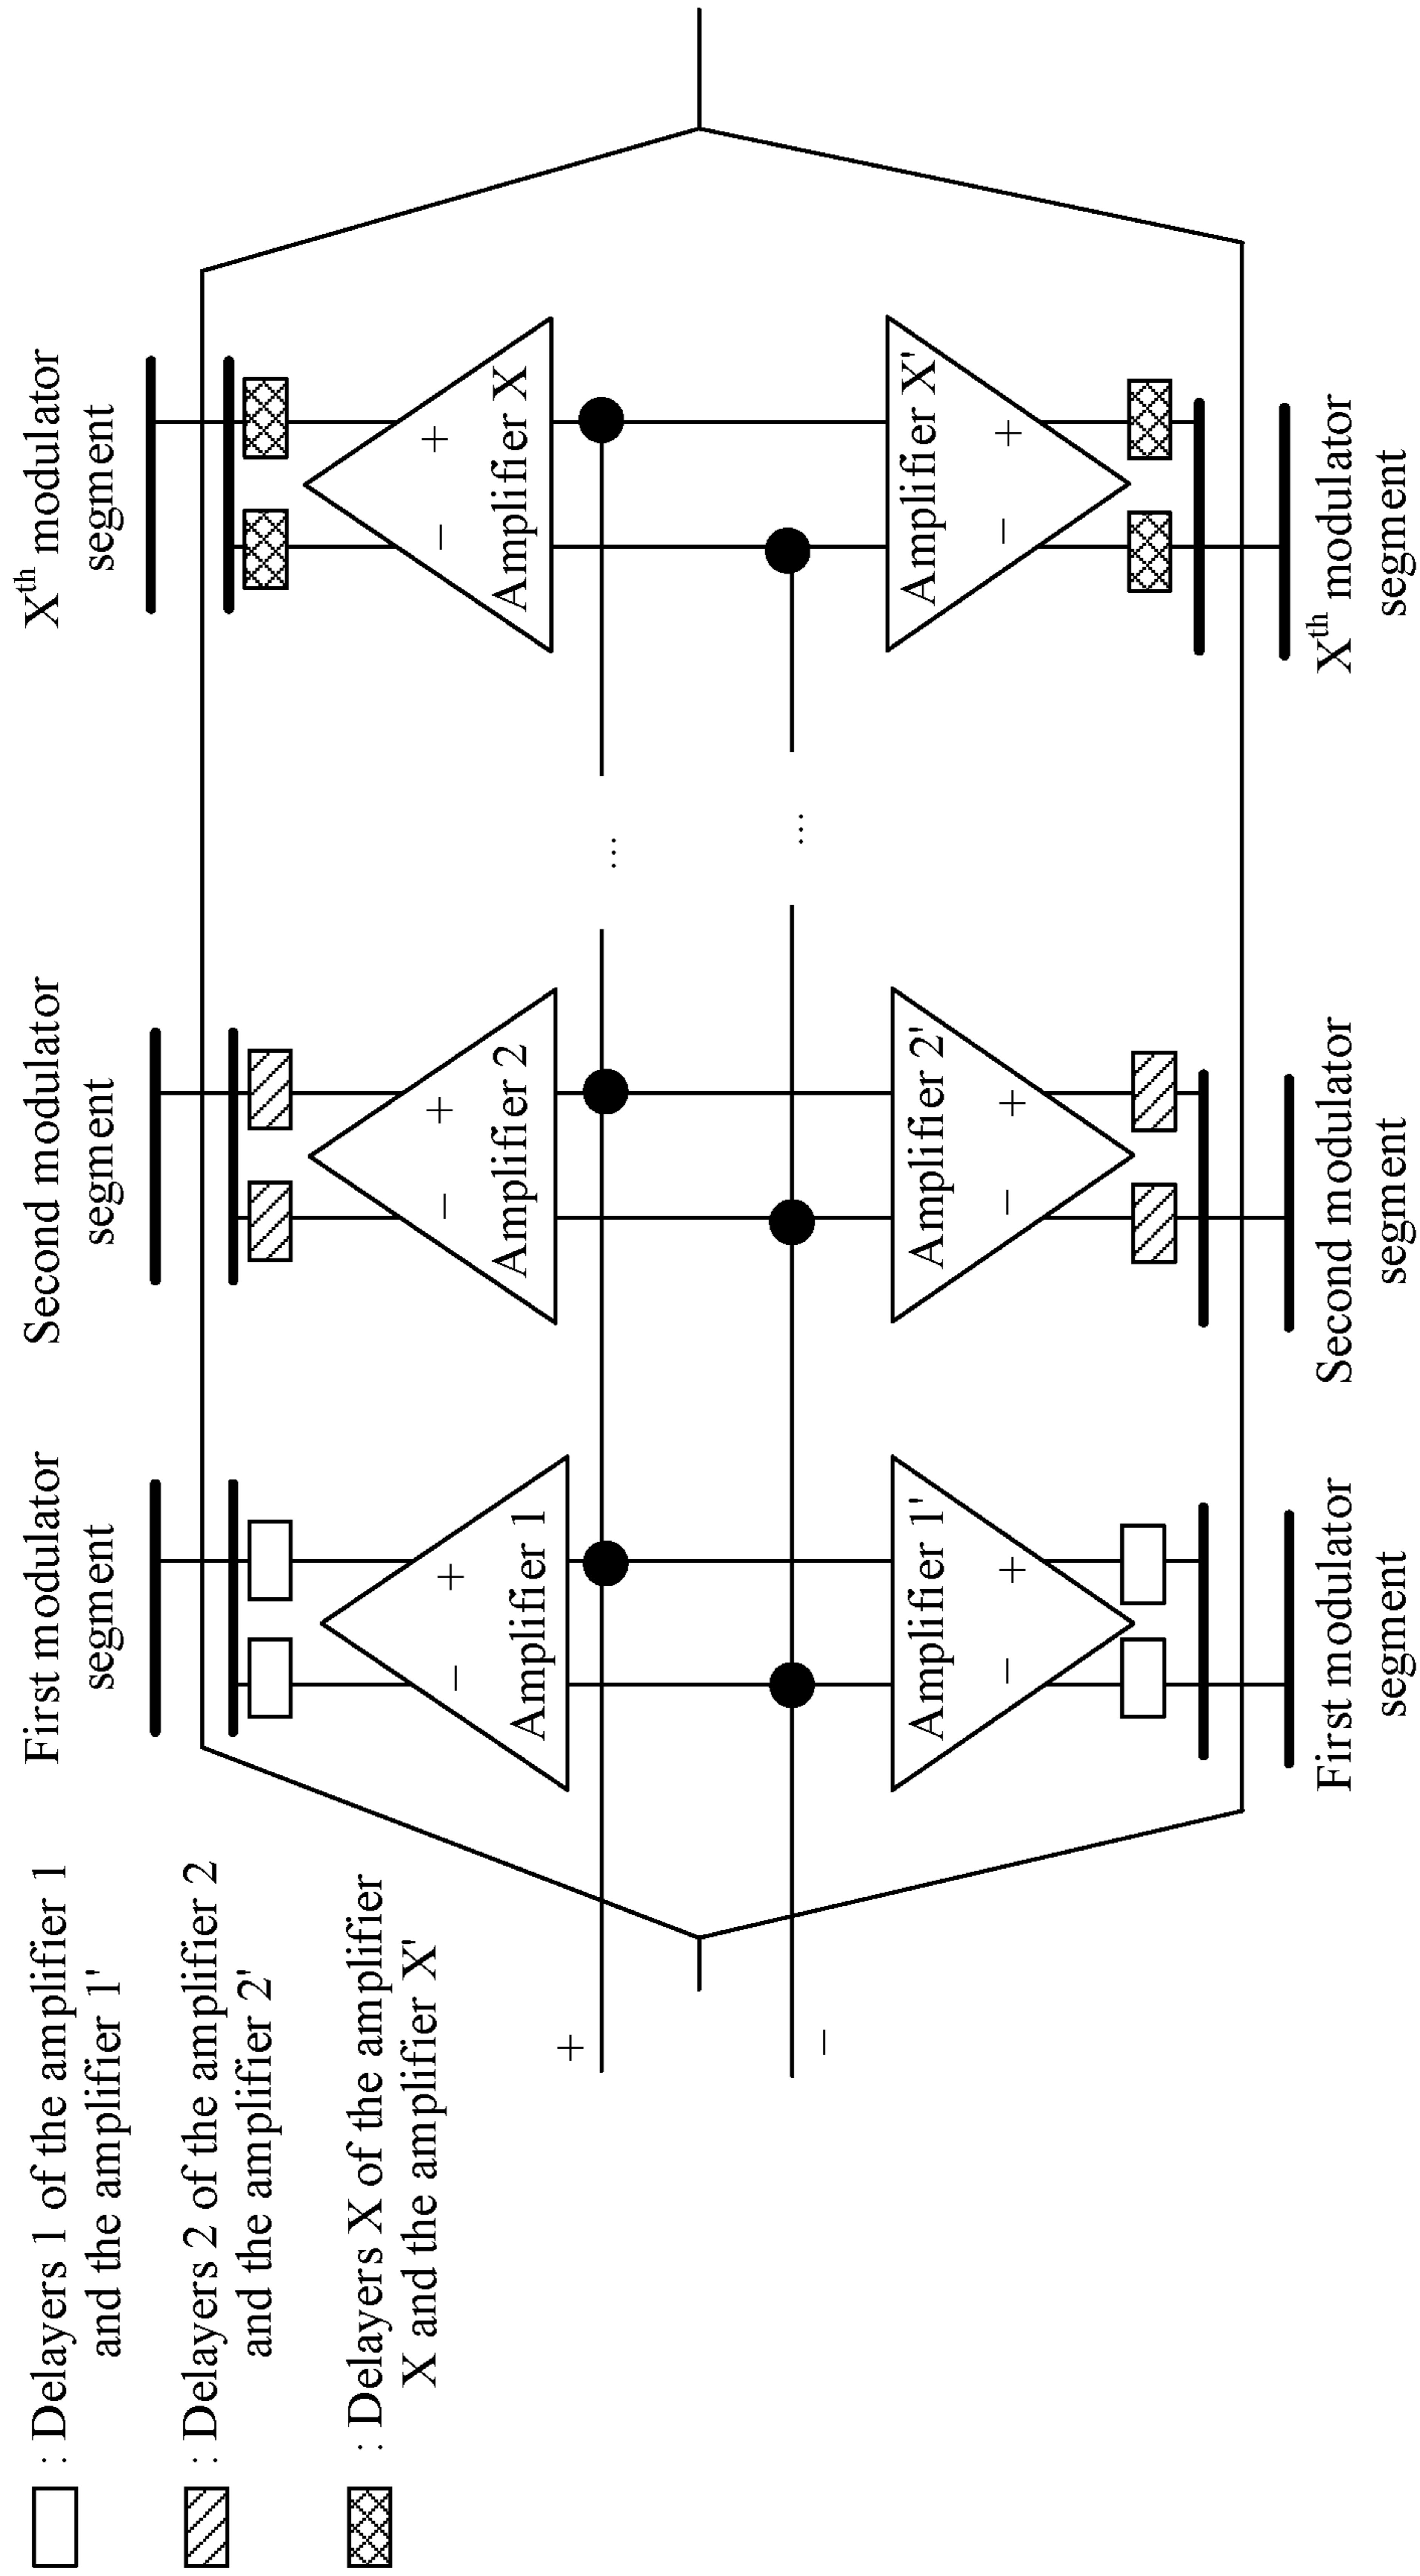 : Delayers 1 of the amplifier 1
and the amplifier 1'
: Delayers 2 of the amplifier 2
and the amplifier 2'
: Delayers X of the amplifier
X and the amplifier X'
First modulator
segment
Second modulator
segment
Xth modulator
segment
− +
Amplifier 1
− +
Amplifier 2
− +
Amplifier X
+
...
...
−
Amplifier 1'
− +
Amplifier 2'
− +
Amplifier X'
− +
First modulator
segment
Second modulator
segment
Xth modulator
segment